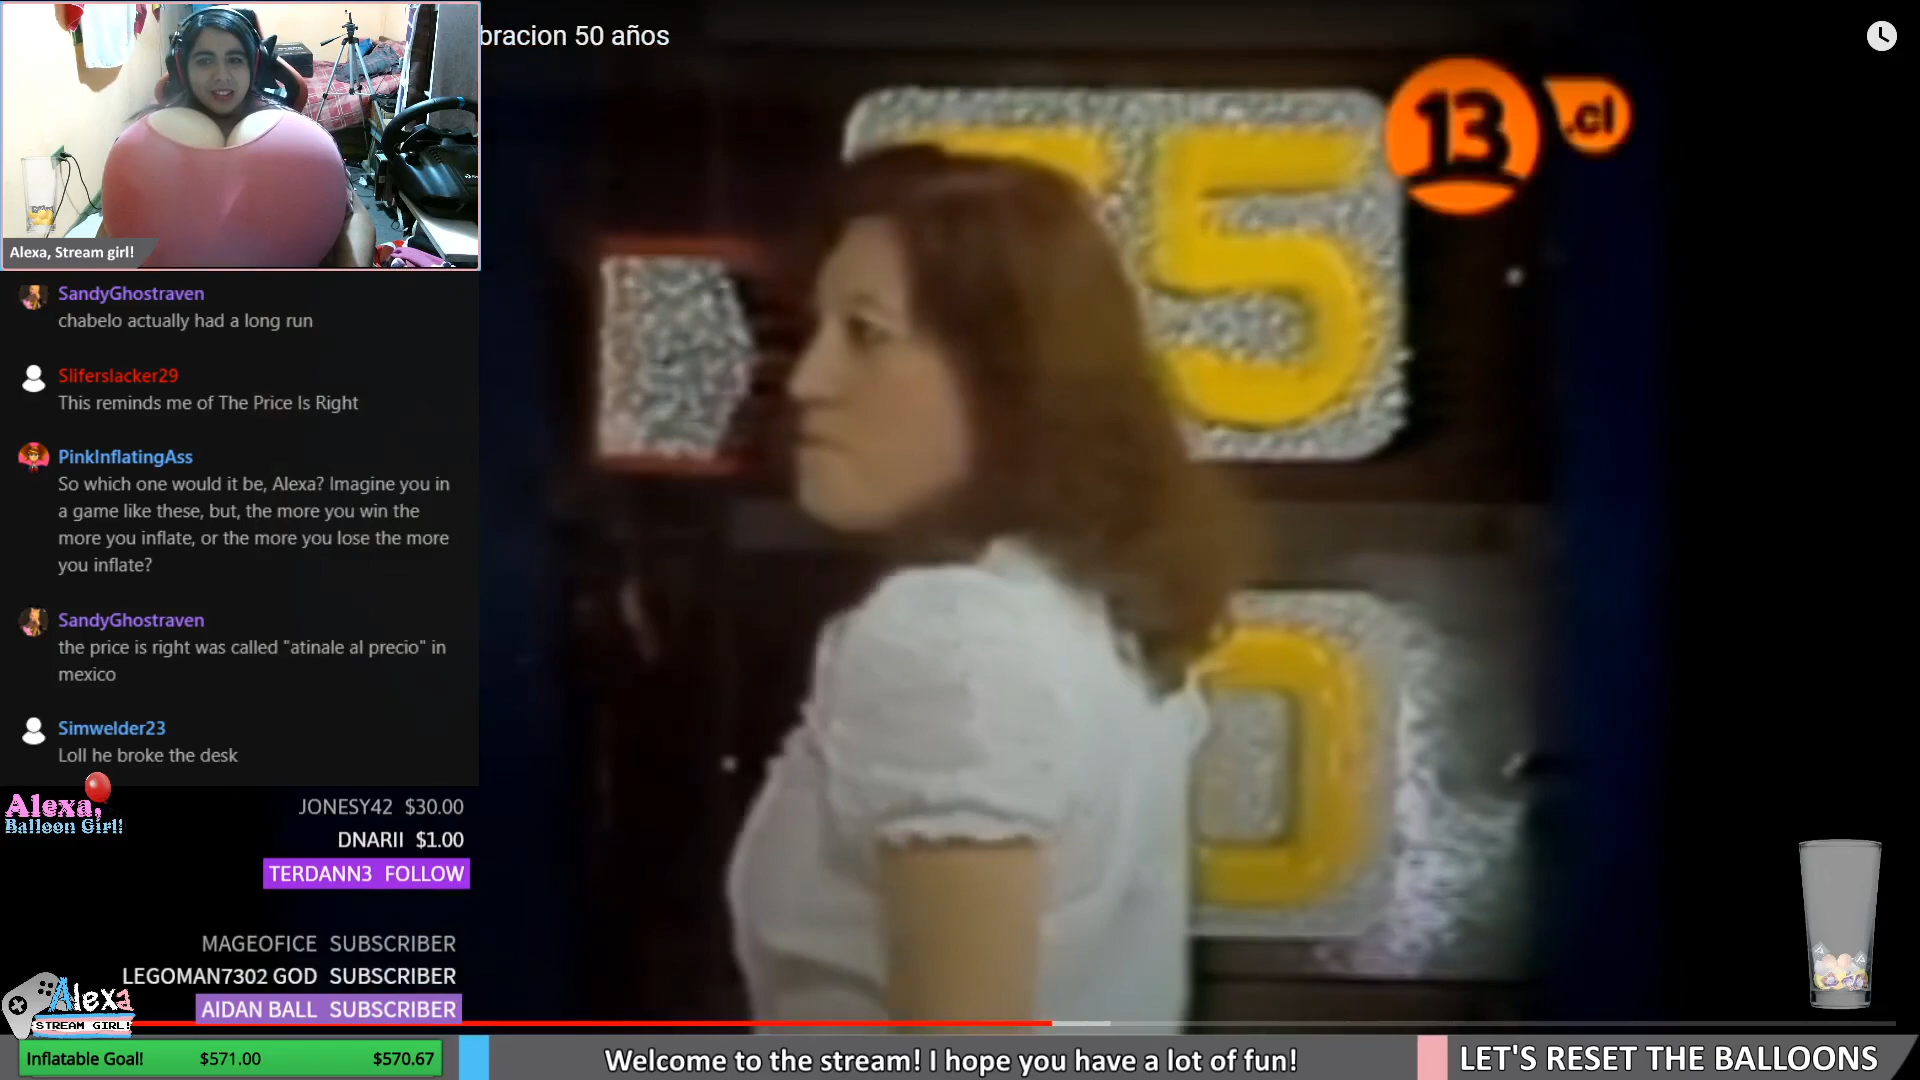 bracion 50 años
13
.cl
5
0
Alexa, Stream girl!
SandyGhostraven
chabelo actually had a long run
Sliferslacker29
This reminds me of The Price Is Right
PinkInflatingAss
So which one would it be, Alexa? Imagine you in
a game like these, but, the more you win the
more you inflate, or the more you lose the more
you inflate?
SandyGhostraven
the price is right was called "atinale al precio" in
mexico
Simwelder23
Loll he broke the desk
Alexa,
Balloon Girl!
JONESY42 $30.00
DNARII $1.00
TERDANN3 FOLLOW
MAGEOFICE SUBSCRIBER
LEGOMAN7302 GOD SUBSCRIBER
AIDAN BALL SUBSCRIBER
Alexa
STREAM GIRL!
Inflatable Goal! $571.00 $570.67
Welcome to the stream! I hope you have a lot of fun!
LET'S RESET THE BALLOONS